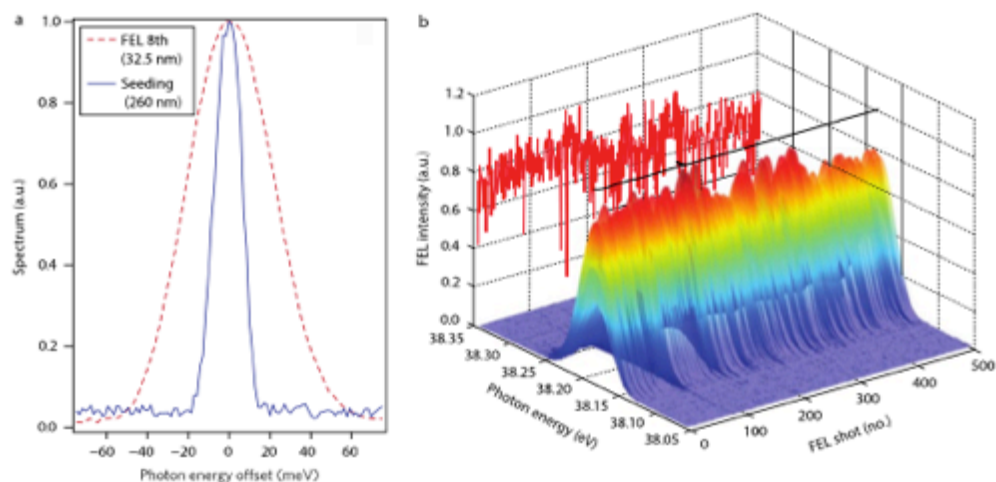 a
FEL 8th
(32.5 nm)
Seeding
(260 nm)
1.0
0.8
0.6
0.4
0.2
0.0
Spectrum (a.u.)
−60 −40 −20 0 20 40 60
Photon energy offset (meV)
b
1.2
1.0
0.8
0.6
0.4
0.2
0.0
FEL intensity (a.u.)
38.35
38.30
38.25
38.20
38.15
38.10
38.05
Photon energy (eV)
0
100
200
300
400
500
FEL shot (no.)